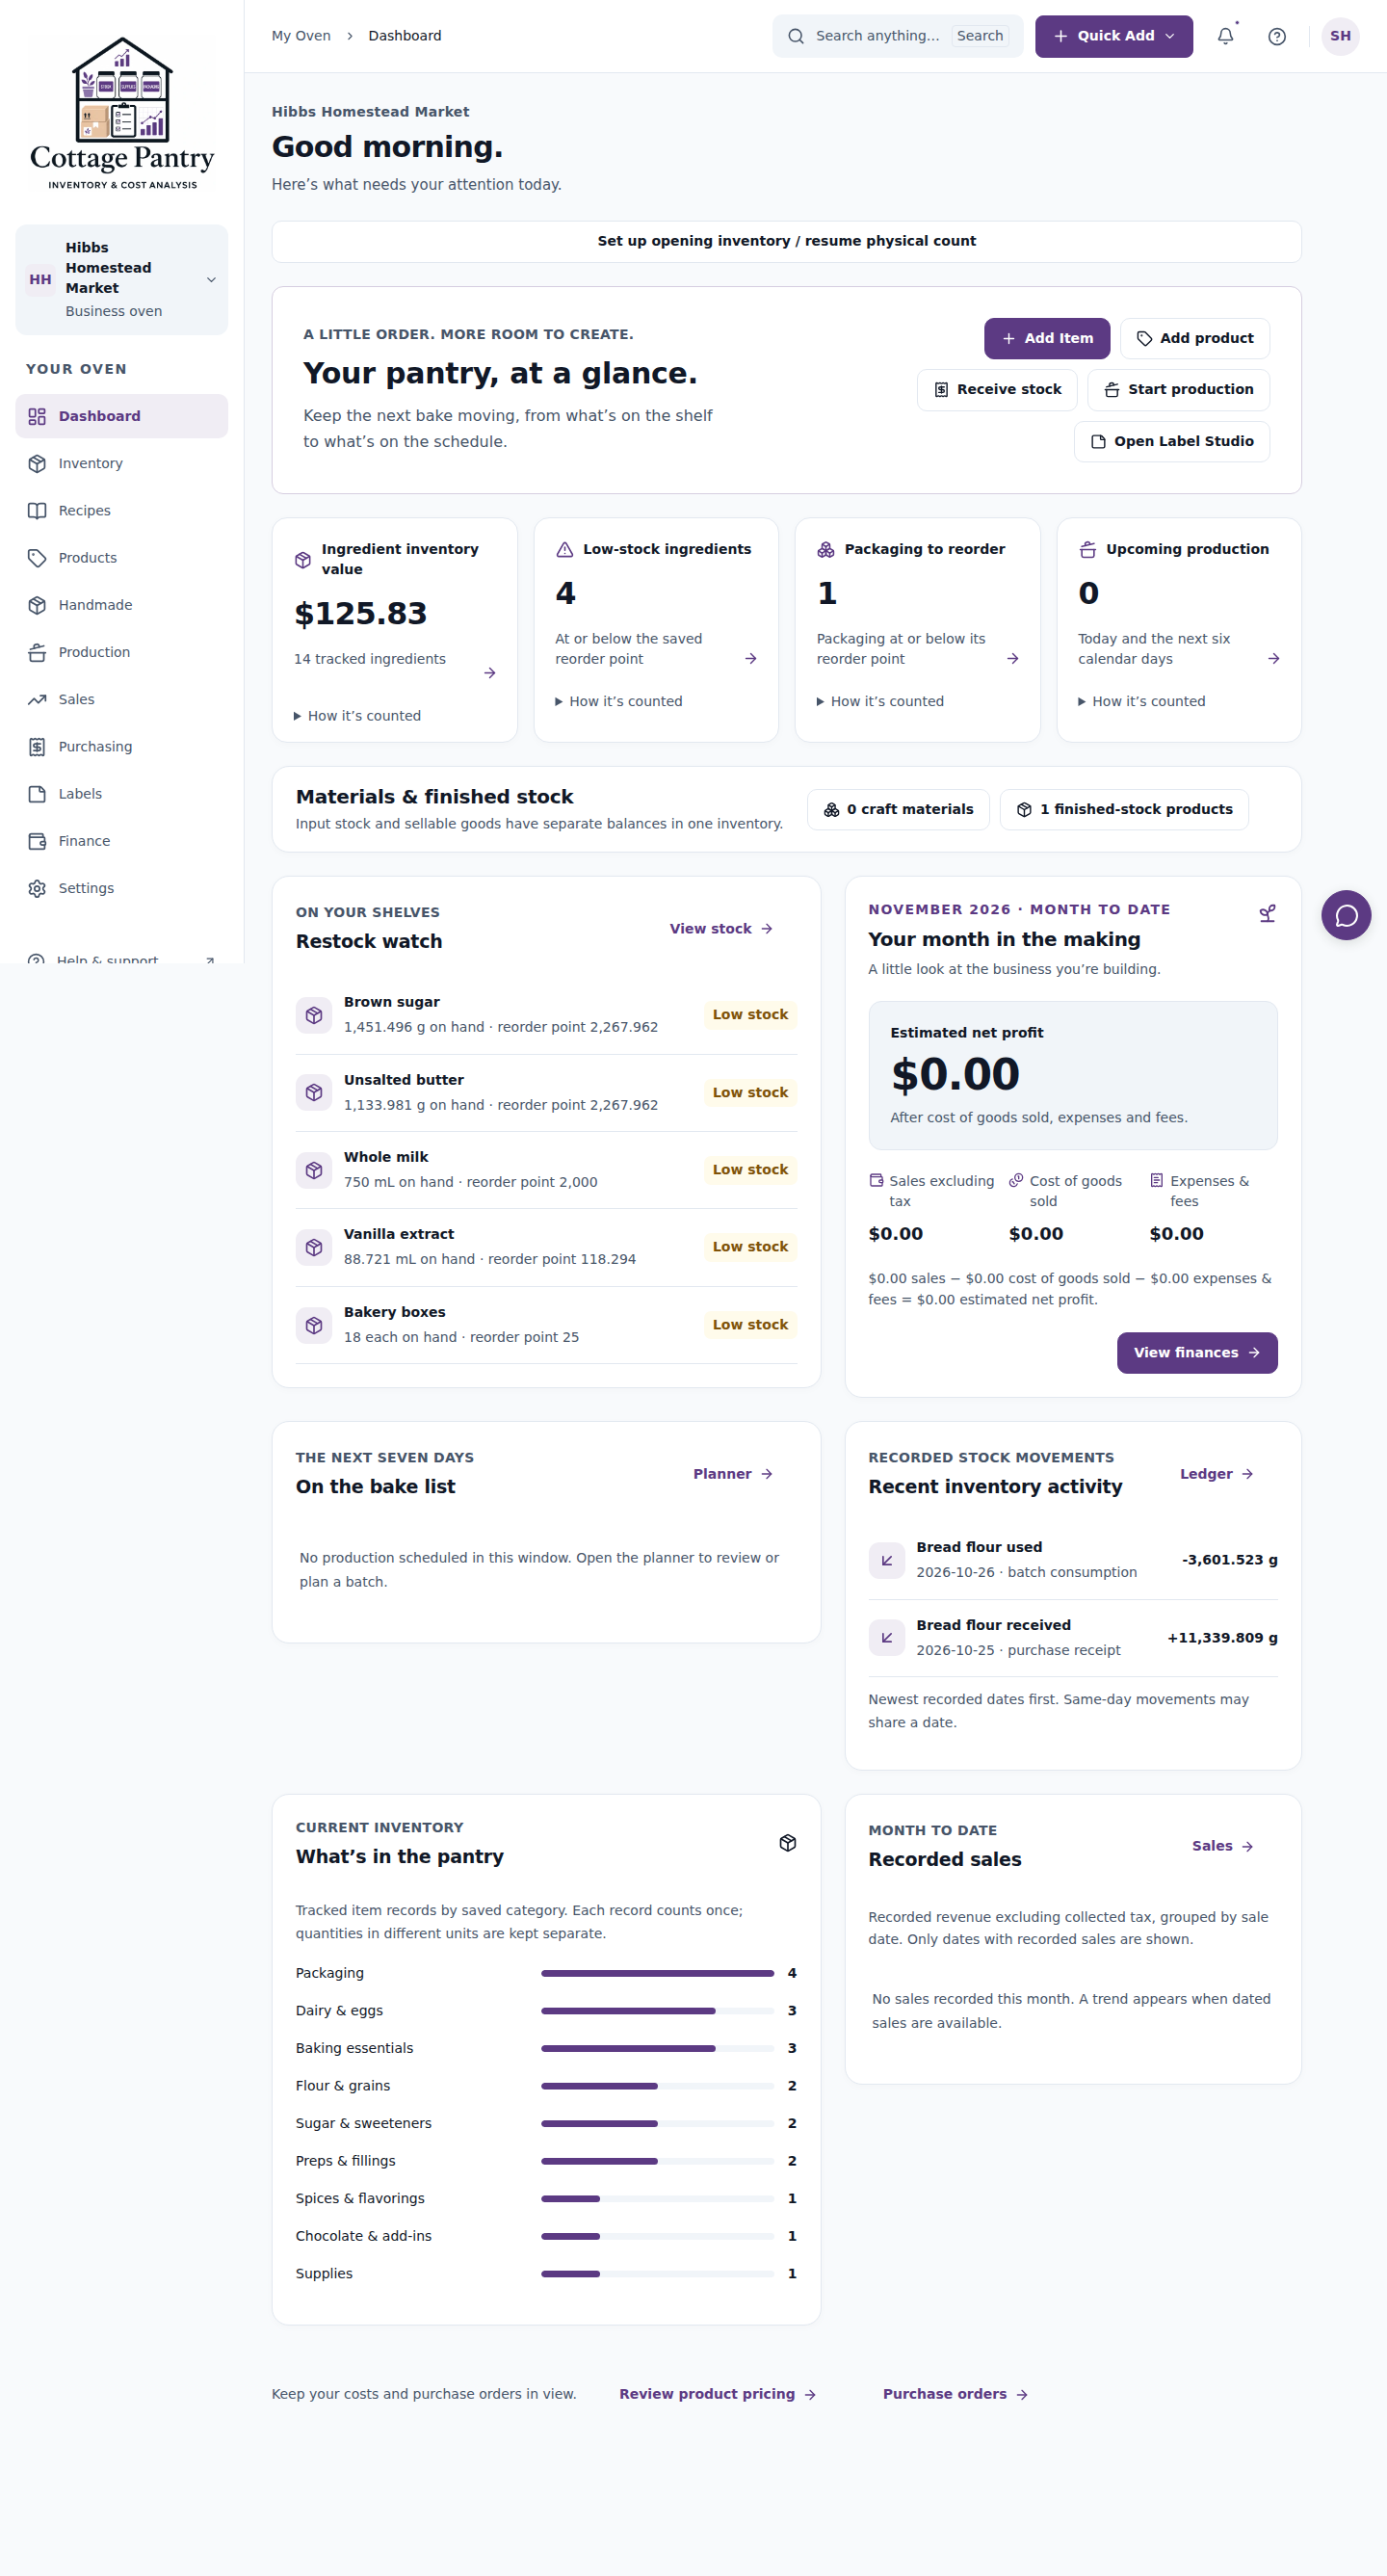 Cottage Pantry
INVENTORY & COST ANALYSIS
HH
Hibbs
Homestead
Market
Business oven
YOUR OVEN
Dashboard
Inventory
Recipes
Products
Handmade
Production
Sales
Purchasing
Labels
Finance
Settings
Help & support
My Oven
Dashboard
Search anything…
Search
Quick Add
SH
Hibbs Homestead Market
Good morning.
Here’s what needs your attention today.
Set up opening inventory / resume physical count
A LITTLE ORDER. MORE ROOM TO CREATE.
Your pantry, at a glance.
Keep the next bake moving, from what’s on the shelf
to what’s on the schedule.
Add Item
Add product
Receive stock
Start production
Open Label Studio
Ingredient inventory
value
$125.83
14 tracked ingredients
How it’s counted
Low-stock ingredients
4
At or below the saved
reorder point
How it’s counted
Packaging to reorder
1
Packaging at or below its
reorder point
How it’s counted
Upcoming production
0
Today and the next six
calendar days
How it’s counted
Materials & finished stock
Input stock and sellable goods have separate balances in one inventory.
0 craft materials
1 finished-stock products
ON YOUR SHELVES
Restock watch
View stock
Brown sugar
1,451.496 g on hand · reorder point 2,267.962
Low stock
Unsalted butter
1,133.981 g on hand · reorder point 2,267.962
Low stock
Whole milk
750 mL on hand · reorder point 2,000
Low stock
Vanilla extract
88.721 mL on hand · reorder point 118.294
Low stock
Bakery boxes
18 each on hand · reorder point 25
Low stock
NOVEMBER 2026 · MONTH TO DATE
Your month in the making
A little look at the business you’re building.
Estimated net profit
$0.00
After cost of goods sold, expenses and fees.
Sales excluding
tax
$0.00
Cost of goods
sold
$0.00
Expenses &
fees
$0.00
$0.00 sales − $0.00 cost of goods sold − $0.00 expenses &
fees = $0.00 estimated net profit.
View finances
THE NEXT SEVEN DAYS
On the bake list
Planner
No production scheduled in this window. Open the planner to review or
plan a batch.
RECORDED STOCK MOVEMENTS
Recent inventory activity
Ledger
Bread flour used
2026-10-26 · batch consumption
-3,601.523 g
Bread flour received
2026-10-25 · purchase receipt
+11,339.809 g
Newest recorded dates first. Same-day movements may
share a date.
CURRENT INVENTORY
What’s in the pantry
Tracked item records by saved category. Each record counts once;
quantities in different units are kept separate.
Packaging 4
Dairy & eggs 3
Baking essentials 3
Flour & grains 2
Sugar & sweeteners 2
Preps & fillings 2
Spices & flavorings 1
Chocolate & add-ins 1
Supplies 1
MONTH TO DATE
Recorded sales
Sales
Recorded revenue excluding collected tax, grouped by sale
date. Only dates with recorded sales are shown.
No sales recorded this month. A trend appears when dated
sales are available.
Keep your costs and purchase orders in view.
Review product pricing
Purchase orders